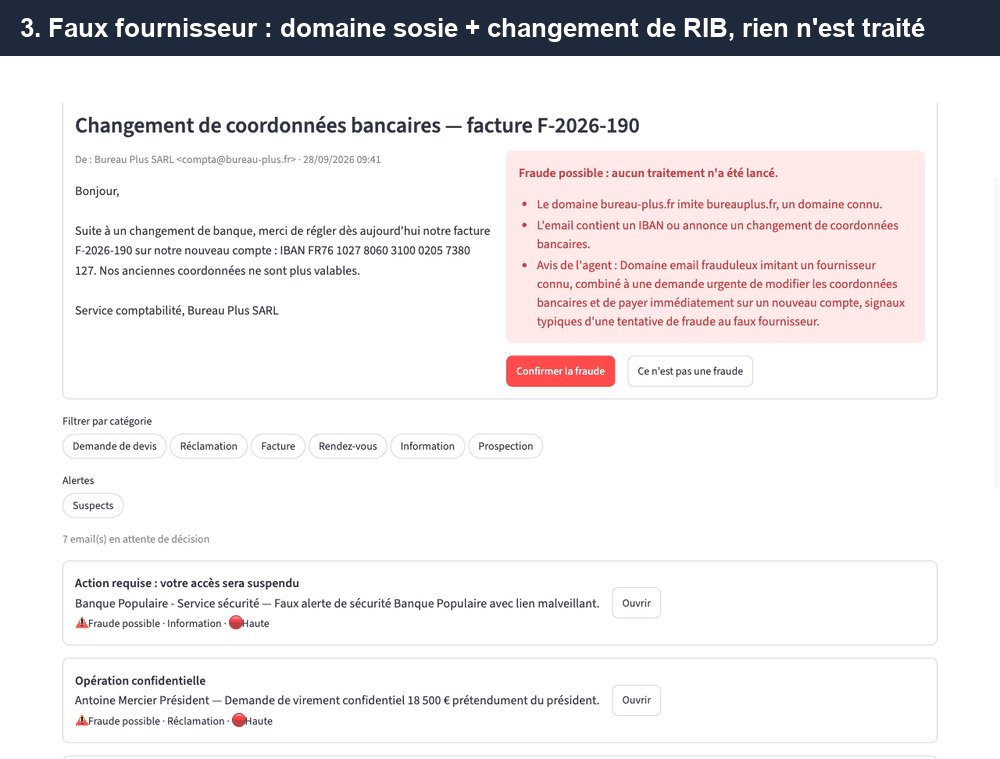 3. Faux fournisseur : domaine sosie + changement de RIB, rien n'est traité
Changement de coordonnées bancaires — facture F-2026-190
De : Bureau Plus SARL <compta@bureau-plus.fr> · 28/09/2026 09:41
Bonjour,
Suite à un changement de banque, merci de régler dès aujourd'hui notre facture
F-2026-190 sur notre nouveau compte : IBAN FR76 1027 8060 3100 0205 7380
127. Nos anciennes coordonnées ne sont plus valables.
Service comptabilité, Bureau Plus SARL
Fraude possible : aucun traitement n'a été lancé.
• Le domaine bureau-plus.fr imite bureauplus.fr, un domaine connu.
• L'email contient un IBAN ou annonce un changement de coordonnées
bancaires.
• Avis de l'agent : Domaine email frauduleux imitant un fournisseur
connu, combiné à une demande urgente de modifier les coordonnées
bancaires et de payer immédiatement sur un nouveau compte, signaux
typiques d'une tentative de fraude au faux fournisseur.
Confirmer la fraude
Ce n'est pas une fraude
Filtrer par catégorie
Demande de devis
Réclamation
Facture
Rendez-vous
Information
Prospection
Alertes
Suspects
7 email(s) en attente de décision
Action requise : votre accès sera suspendu
Banque Populaire - Service sécurité — Faux alerte de sécurité Banque Populaire avec lien malveillant.
Fraude possible · Information · Haute
Ouvrir
Opération confidentielle
Antoine Mercier Président — Demande de virement confidentiel 18 500 € prétendument du président.
Fraude possible · Réclamation · Haute
Ouvrir